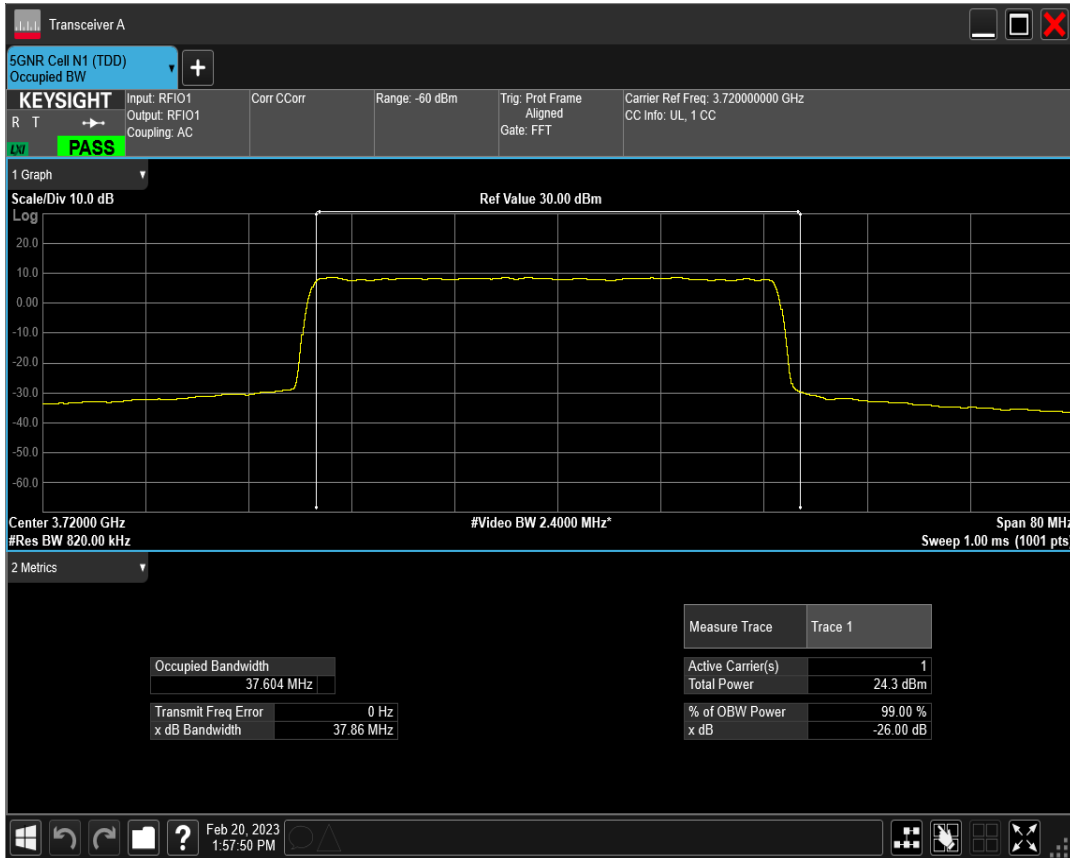 Transceiver A
5GNR Cell N1 (TDD)
Occupied BW
+
KEYSIGHT
R T
LXI
PASS
Input: RFIO1
Output: RFIO1
Coupling: AC
Corr CCorr
Range: -60 dBm
Trig: Prot Frame
Aligned
Gate: FFT
Carrier Ref Freq: 3.720000000 GHz
CC Info: UL, 1 CC
1 Graph
Scale/Div 10.0 dB
Ref Value 30.00 dBm
Log
20.0
10.0
0.00
-10.0
-20.0
-30.0
-40.0
-50.0
-60.0
Center 3.72000 GHz
#Video BW 2.4000 MHz*
Span 80 MHz
#Res BW 820.00 kHz
Sweep 1.00 ms (1001 pts)
2 Metrics
Measure Trace Trace 1
Occupied Bandwidth
37.604 MHz
Active Carrier(s) 1
Total Power 24.3 dBm
Transmit Freq Error 0 Hz
x dB Bandwidth 37.86 MHz
% of OBW Power 99.00 %
x dB -26.00 dB
?
Feb 20, 2023
1:57:50 PM